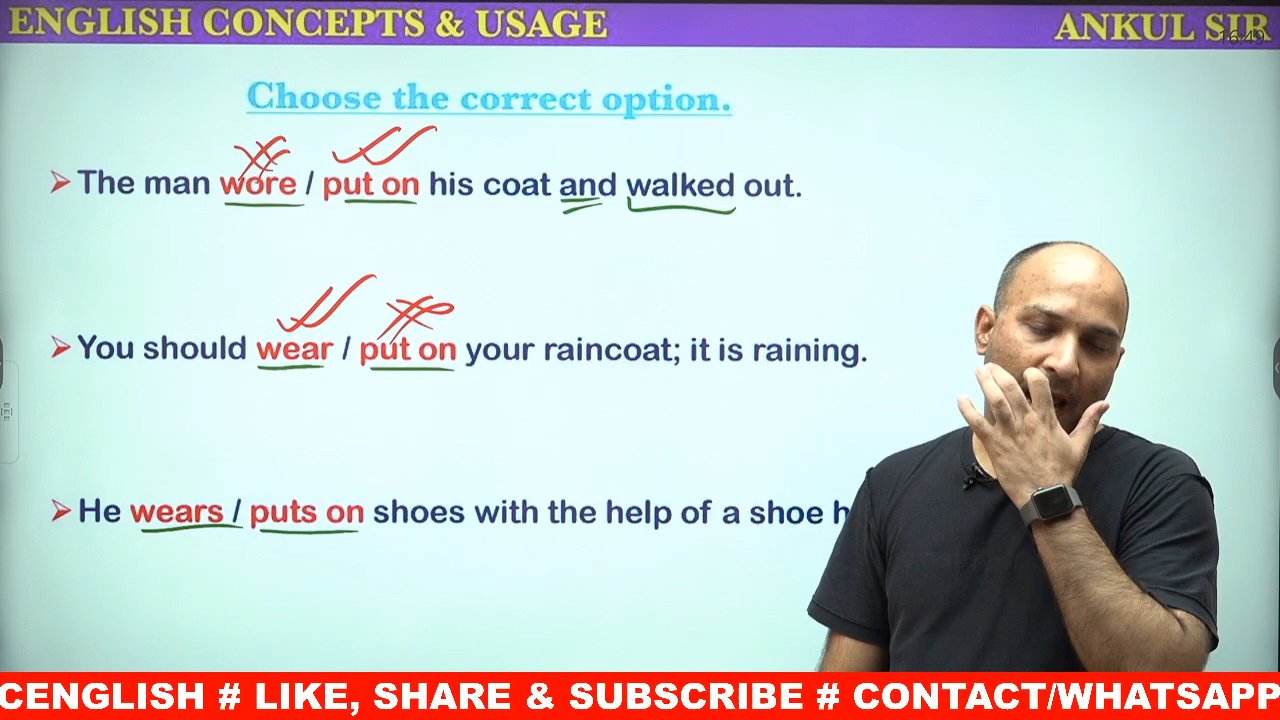 ENGLISH CONCEPTS & USAGE
ANKUL SIR
16:49
Choose the correct option.
The man wore / put on his coat and walked out.
You should wear / put on your raincoat; it is raining.
He wears / puts on shoes with the help of a shoe h
CENGLISH # LIKE, SHARE & SUBSCRIBE # CONTACT/WHATSAPP